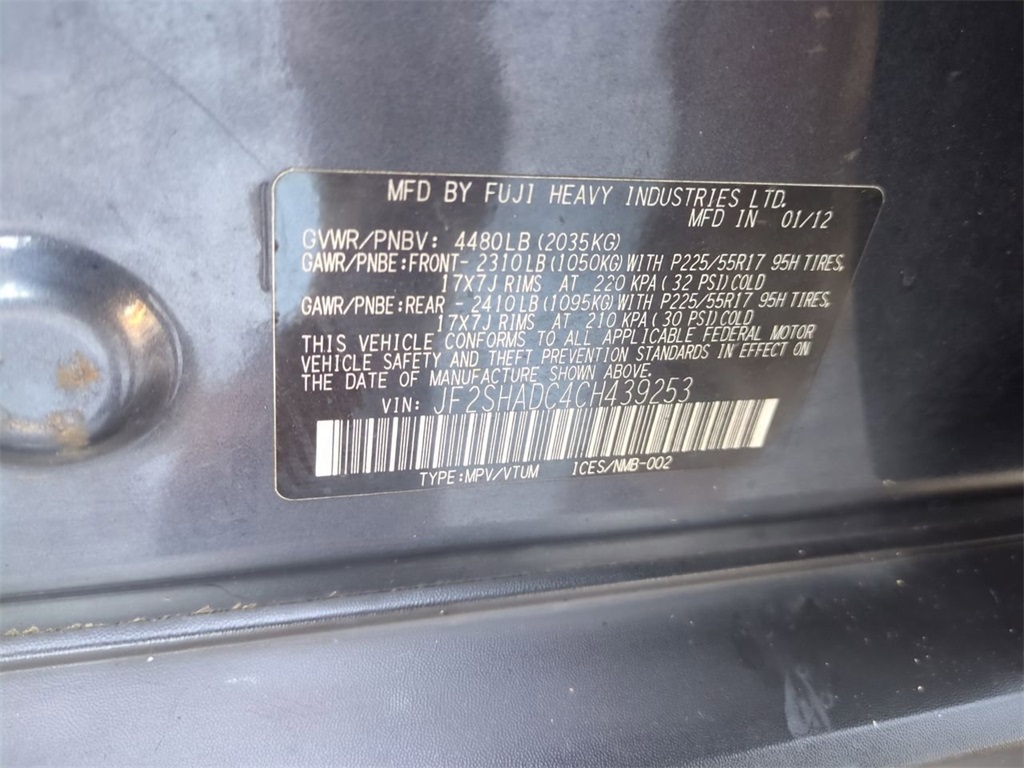 MFD BY FUJI HEAVY INDUSTRIES LTD.
MFD IN 01/12
GVWR/PNBV: 4480LB (2035KG)
GAWR/PNBE:FRONT- 2310LB(1050KG)WITH P225/55R17 95H TIRES,
17X7J RIMS AT 220 KPA(32 PSI)COLD
GAWR/PNBE:REAR - 2410LB(1095KG)WITH P225/55R17 95H TIRES,
17X7J RIMS AT 210 KPA(30 PSI)COLD
THIS VEHICLE CONFORMS TO ALL APPLICABLE FEDERAL MOTOR
VEHICLE SAFETY AND THEFT PREVENTION STANDARDS IN EFFECT ON
THE DATE OF MANUFACTURE SHOWN ABOVE.
VIN: JF2SHADC4CH439253
TYPE:MPV/VTUM ICES/NMB-002